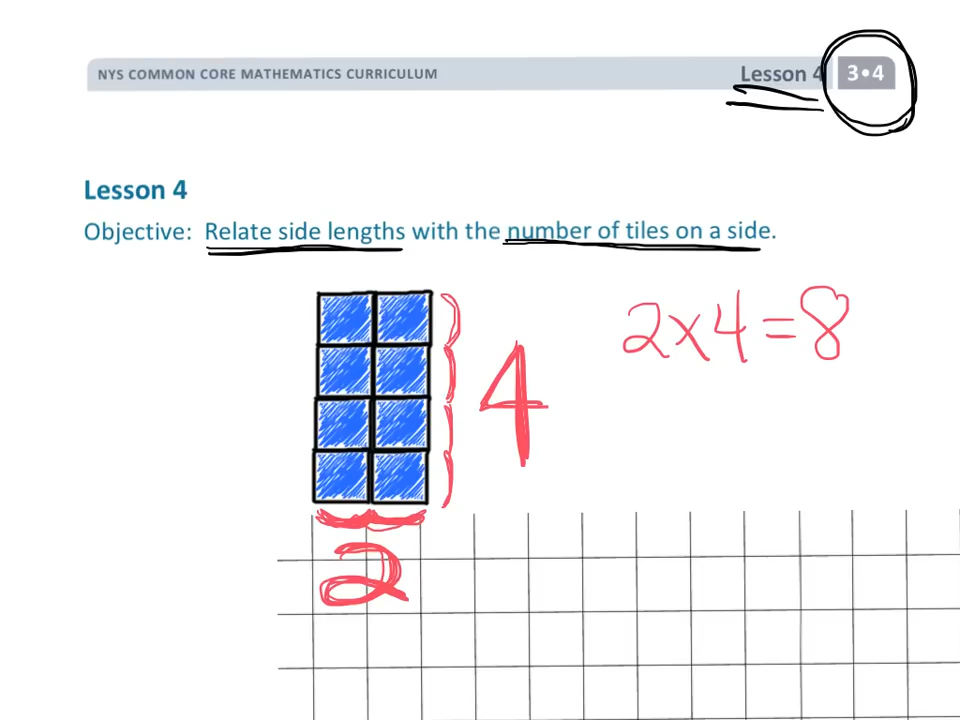 NYS COMMON CORE MATHEMATICS CURRICULUM Lesson 4 3•4
Lesson 4
Objective: Relate side lengths with the number of tiles on a side.
2x4=8
4
2